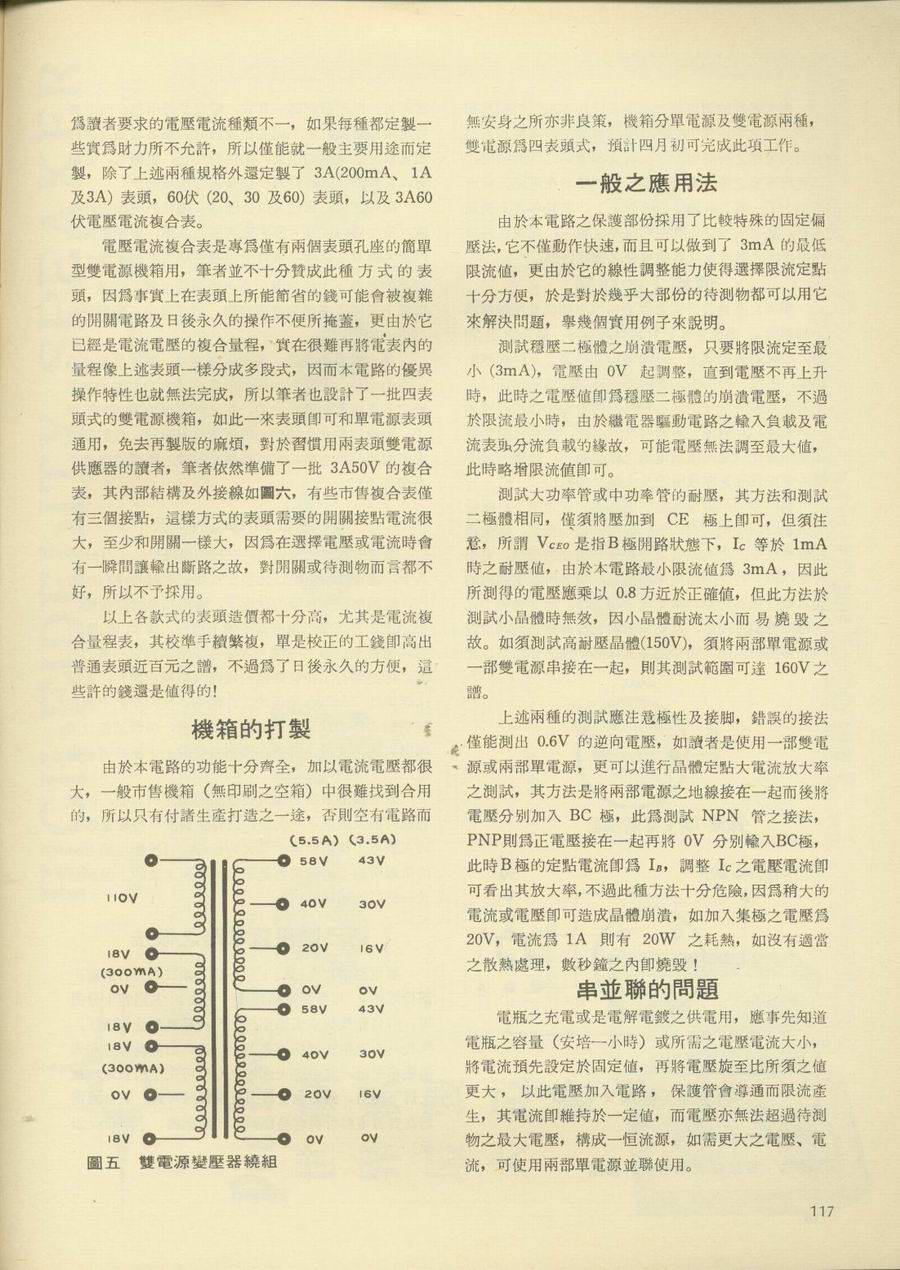 爲讀者要求的電壓電流種類不一，如果每種都定製一
些實爲財力所不允許，所以僅能就一般主要用途而定
製，除了上述兩種規格外還定製了 3A(200mA、1A
及3A) 表頭，60伏 (20、30 及60) 表頭，以及 3A60
伏電壓電流複合表。
電壓電流複合表是專爲僅有兩個表頭孔座的簡單
型雙電源機箱用，筆者並不十分贊成此種方式的表
頭，因爲事實上在表頭上所能節省的錢可能會被複雜
的開關電路及日後永久的操作不便所掩蓋，更由於它
已經是電流電壓的複合量程，實在很難再將電表內的
量程像上述表頭一樣分成多段式，因而本電路的優異
操作特性也就無法完成，所以筆者也設計了一批四表
頭式的雙電源機箱，如此一來表頭卽可和單電源表頭
通用，免去再製版的麻煩，對於習慣用兩表頭雙電源
供應器的讀者，筆者依然準備了一批 3A50V 的複合
表，其內部結構及外接線如圖六，有些市售複合表僅
有三個接點，這樣方式的表頭需要的開關接點電流很
大，至少和開關一樣大，因爲在選擇電壓或電流時會
有一瞬間讓輸出斷路之故，對開關或待測物而言都不
好，所以不予採用。
以上各款式的表頭造價都十分高，尤其是電流複
合量程表，其校準手續繁複，單是校正的工錢卽高出
普通表頭近百元之譜，不過爲了日後永久的方便，這
些許的錢還是值得的！
機箱的打製
由於本電路的功能十分齊全，加以電流電壓都很
大，一般市售機箱（無印刷之空箱）中很難找到合用
的，所以只有付諸生產打造之一途，否則空有電路而
(5.5A) (3.5A)
58V 43V
110V
40V 30V
20V 16V
18V
(300mA)
0V 0V 0V
58V 43V
18V
18V
40V 30V
(300mA)
0V 20V 16V
18V 0V 0V
圖五 雙電源變壓器繞組
無安身之所亦非良策，機箱分單電源及雙電源兩種，
雙電源爲四表頭式，預計四月初可完成此項工作。
一般之應用法
由於本電路之保護部份採用了比較特殊的固定偏
壓法，它不僅動作快速，而且可以做到了 3mA 的最低
限流値，更由於它的線性調整能力使得選擇限流定點
十分方便，於是對於幾乎大部份的待測物都可以用它
來解決問題，舉幾個實用例子來說明。
測試穩壓二極體之崩潰電壓，只要將限流定至最
小 (3mA)，電壓由 0V 起調整，直到電壓不再上升
時，此時之電壓値卽爲穩壓二極體的崩潰電壓，不過
於限流最小時，由於繼電器驅動電路之輸入負載及電
流表頭分流負載的緣故，可能電壓無法調至最大値，
此時略增限流値卽可。
測試大功率管或中功率管的耐壓，其方法和測試
二極體相同，僅須將壓加到 CE 極上卽可，但須注
意，所謂 VCEO 是指B極開路狀態下，IC 等於 1mA
時之耐壓値，由於本電路最小限流値爲 3mA，因此
所測得的電壓應乘以 0.8 方近於正確値，但此方法於
測試小晶體時無效，因小晶體耐流太小而易燒毀之
故。如須測試高耐壓晶體(150V)，須將兩部單電源或
一部雙電源串接在一起，則其測試範圍可達 160V 之
譜。
上述兩種的測試應注意極性及接脚，錯誤的接法
僅能測出 0.6V 的逆向電壓，如讀者是使用一部雙電
源或兩部單電源，更可以進行晶體定點大電流放大率
之測試，其方法是將兩部電源之地線接在一起而後將
電壓分別加入 BC 極，此爲測試 NPN 管之接法，
PNP則爲正電壓接在一起再將 0V 分別輸入BC極，
此時B極的定點電流卽爲 IB，調整 IC 之電壓電流卽
可看出其放大率，不過此種方法十分危險，因爲稍大的
電流或電壓卽可造成晶體崩潰，如加入集極之電壓爲
20V，電流爲 1A 則有 20W 之耗熱，如沒有適當
之散熱處理，數秒鐘之內卽燒毀！
串並聯的問題
電瓶之充電或是電解電鍍之供電用，應事先知道
電瓶之容量（安培一小時）或所需之電壓電流大小，
將電流預先設定於固定値，再將電壓旋至比所須之値
更大，以此電壓加入電路，保護管會導通而限流產
生，其電流卽維持於一定値，而電壓亦無法超過待測
物之最大電壓，構成一恒流源，如需更大之電壓、電
流，可使用兩部單電源並聯使用。
117